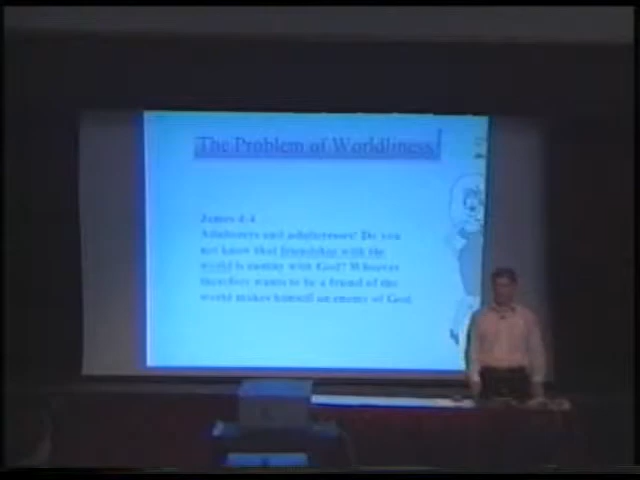 The Problem of Worldliness
James 4:4
Adulterers and adulteresses! Do you
not know that friendship with the
world is enmity with God? Whoever
therefore wants to be a friend of the
world makes himself an enemy of God.